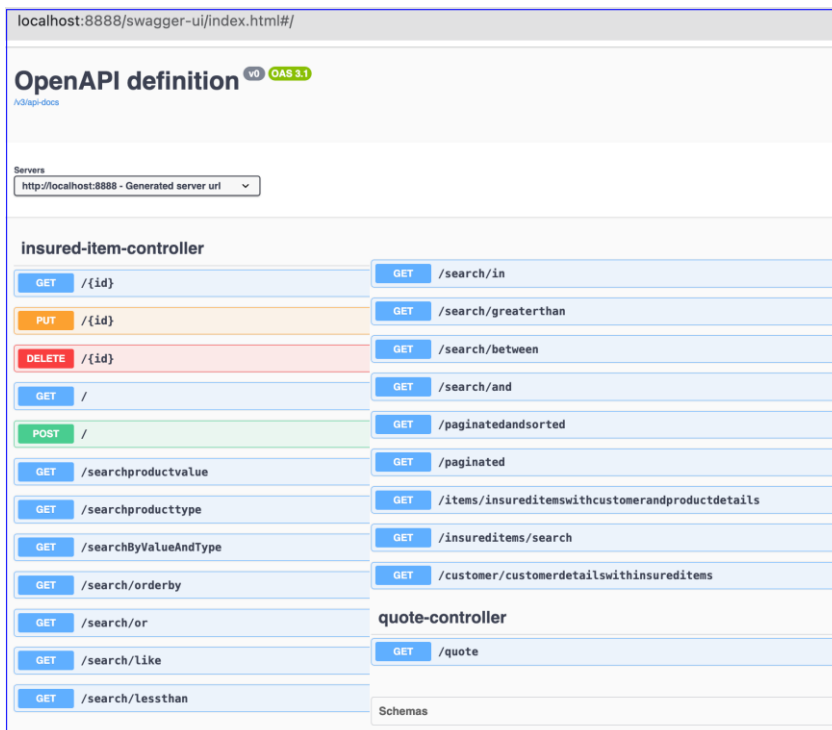 localhost:8888/swagger-ui/index.html#/
OpenAPI definition v0 OAS 3.1
/v3/api-docs
Servers
http://localhost:8888 - Generated server url
insured-item-controller
GET /{id}
PUT /{id}
DELETE /{id}
GET /
POST /
GET /searchproductvalue
GET /searchproducttype
GET /searchByValueAndType
GET /search/orderby
GET /search/or
GET /search/like
GET /search/lessthan
GET /search/in
GET /search/greaterthan
GET /search/between
GET /search/and
GET /paginatedandsorted
GET /paginated
GET /items/insureditemswithcustomerandproductdetails
GET /insureditems/search
GET /customer/customerdetailswithinsureditems
quote-controller
GET /quote
Schemas